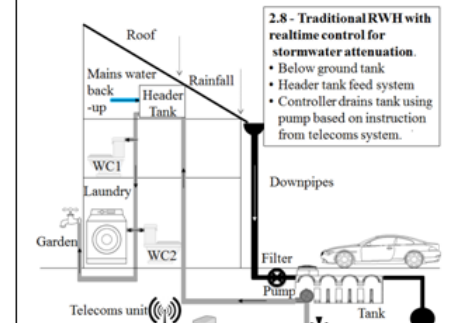 2.8 - Traditional RWH with
realtime control for
stormwater attenuation.
• Below ground tank
• Header tank feed system
• Controller drains tank using
pump based on instruction
from telecoms system.
Roof
Mains water
back
-up
Rainfall
Header
Tank
WC1
Laundry
Downpipes
Garden
WC2
Filter
Pump
Tank
Telecoms unit